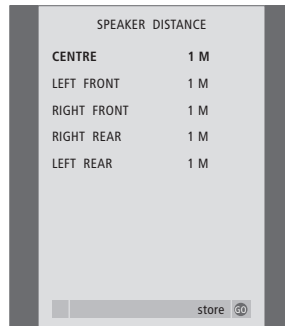 SPEAKER DISTANCE
CENTRE 1 M
LEFT FRONT 1 M
RIGHT FRONT 1 M
RIGHT REAR 1 M
LEFT REAR 1 M
store GO